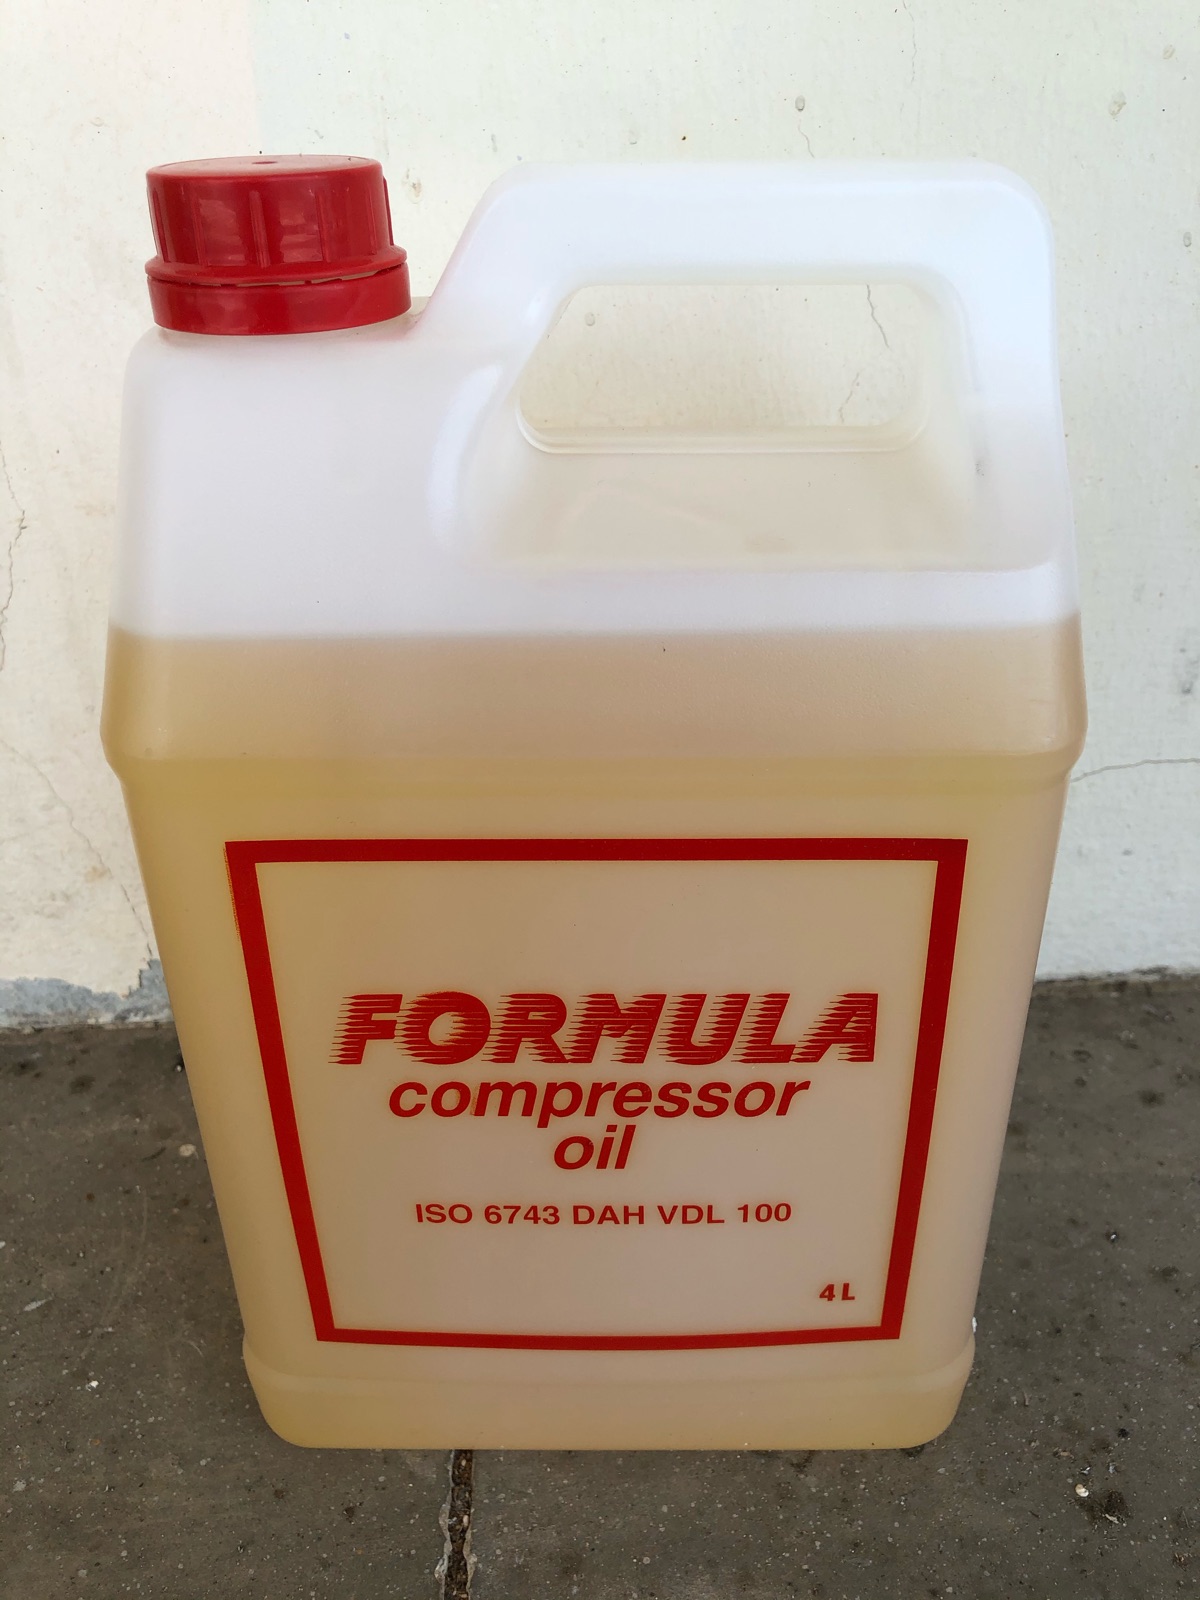 FORMULA
compressor
oil
ISO 6743 DAH VDL 100
4L